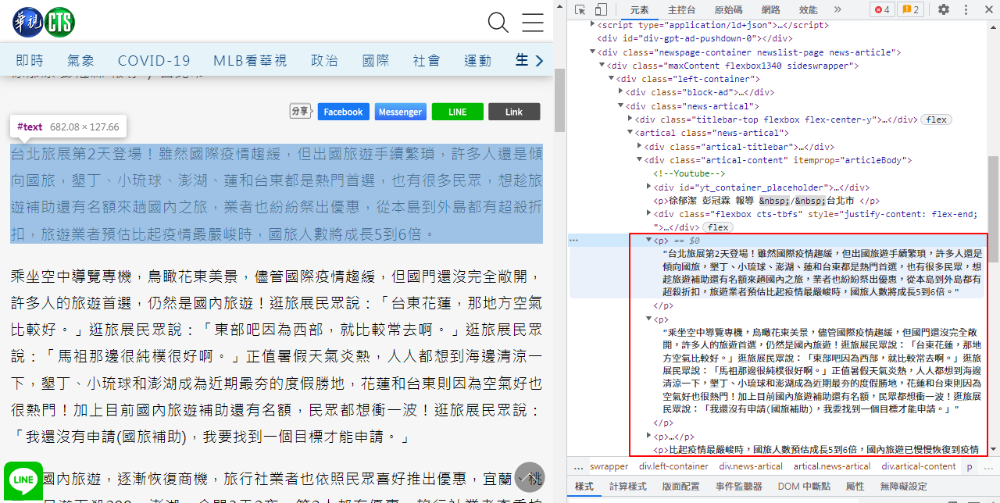 華視 CTS
即時 氣象 COVID-19 MLB看華視 政治 國際 社會 運動 生
分享 Facebook Messenger LINE Link
#text 682.08 × 127.66
台北旅展第2天登場！雖然國際疫情趨緩，但出國旅遊手續繁瑣，許多人還是傾
向國旅，墾丁、小琉球、澎湖、蓮和台東都是熱門首選，也有很多民眾，想趁旅
遊補助還有名額來趟國內之旅，業者也紛紛祭出優惠，從本島到外島都有超殺折
扣，旅遊業者預估比起疫情最嚴峻時，國旅人數將成長5到6倍。
乘坐空中導覽專機，鳥瞰花東美景，儘管國際疫情趨緩，但國門還沒完全敞開，
許多人的旅遊首選，仍然是國內旅遊！逛旅展民眾說：「台東花蓮，那地方空氣
比較好。」逛旅展民眾說：「東部吧因為西部，就比較常去啊。」逛旅展民眾
說：「馬祖那邊很純樸很好啊。」正值暑假天氣炎熱，人人都想到海邊清涼一
下，墾丁、小琉球和澎湖成為近期最夯的度假勝地，花蓮和台東則因為空氣好也
很熱門！加上目前國內旅遊補助還有名額，民眾都想衝一波！逛旅展民眾說：
「我還沒有申請(國旅補助)，我要找到一個目標才能申請。」
LINE
國內旅遊，逐漸恢復商機，旅行社業者也依照民眾喜好推出優惠，宜蘭、桃
元素 主控台 原始碼 網路 效能 » 4 2
<script type="application/ld+json">…</script>
<div id="div-gpt-ad-pushdown-0"></div>
<div class="newspage-container newslist-page news-article">
<div class="maxContent flexbox1340 sideswrapper">
<div class="left-container">
<div class="block-ad">…</div>
<div class="news-artical">
<div class="titlebar-top flexbox flex-center-y">…</div> flex
<artical class="news-artical">
<div class="artical-titlebar">…</div>
<div class="artical-content" itemprop="articleBody">
<!--Youtube-->
<div id="yt_container_placeholder">…</div>
<p>徐郁潔 彭冠霖 報導 &nbsp;/&nbsp;台北市 </p>
<div class="flexbox cts-tbfs" style="justify-content: flex-end;
">…</div> flex
… <p> == $0
"台北旅展第2天登場！雖然國際疫情趨緩，但出國旅遊手續繁瑣，許多人還是
傾向國旅，墾丁、小琉球、澎湖、蓮和台東都是熱門首選，也有很多民眾，想
趁旅遊補助還有名額來趟國內之旅，業者也紛紛祭出優惠，從本島到外島都有
超殺折扣，旅遊業者預估比起疫情最嚴峻時，國旅人數將成長5到6倍。"
</p>
<p>
"乘坐空中導覽專機，鳥瞰花東美景，儘管國際疫情趨緩，但國門還沒完全敞
開，許多人的旅遊首選，仍然是國內旅遊！逛旅展民眾說：「台東花蓮，那地
方空氣比較好。」逛旅展民眾說：「東部吧因為西部，就比較常去啊。」逛旅
展民眾說：「馬祖那邊很純樸很好啊。」正值暑假天氣炎熱，人人都想到海邊
清涼一下，墾丁、小琉球和澎湖成為近期最夯的度假勝地，花蓮和台東則因為
空氣好也很熱門！加上目前國內旅遊補助還有名額，民眾都想衝一波！逛旅展
民眾說：「我還沒有申請(國旅補助)，我要找到一個目標才能申請。」"
</p>
<p>…</p>
<p>比起疫情最嚴峻時，國旅人數預估成長5到6倍，國內旅遊已慢慢恢復到疫情
… swrapper div.left-container div.news-artical artical.news-artical div.artical-content p …
樣式 計算樣式 版面配置 事件監聽器 DOM 中斷點 屬性 無障礙設定